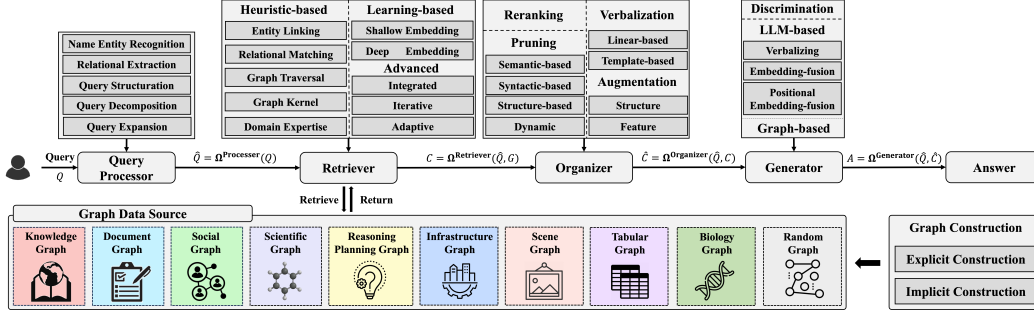 Name Entity Recognition
Relational Extraction
Query Structuration
Query Decomposition
Query Expansion
Heuristic-based
Entity Linking
Relational Matching
Graph Traversal
Graph Kernel
Domain Expertise
Learning-based
Shallow Embedding
Deep Embedding
Advanced
Integrated
Iterative
Adaptive
Reranking
Pruning
Semantic-based
Syntactic-based
Structure-based
Dynamic
Verbalization
Linear-based
Template-based
Augmentation
Structure
Feature
Discrimination
LLM-based
Verbalizing
Embedding-fusion
Positional
Embedding-fusion
Graph-based
Query
Q
Query
Processor
Q̂ = Ω^Processer(Q)
Retriever
C = Ω^Retriever(Q̂, G)
Organizer
Ĉ = Ω^Organizer(Q̂, C)
Generator
A = Ω^Generator(Q̂, Ĉ)
Answer
Retrieve
Return
Graph Data Source
Knowledge
Graph
Document
Graph
Social
Graph
Scientific
Graph
Reasoning
Planning Graph
Infrastructure
Graph
Scene
Graph
Tabular
Graph
Biology
Graph
Random
Graph
Graph Construction
Explicit Construction
Implicit Construction